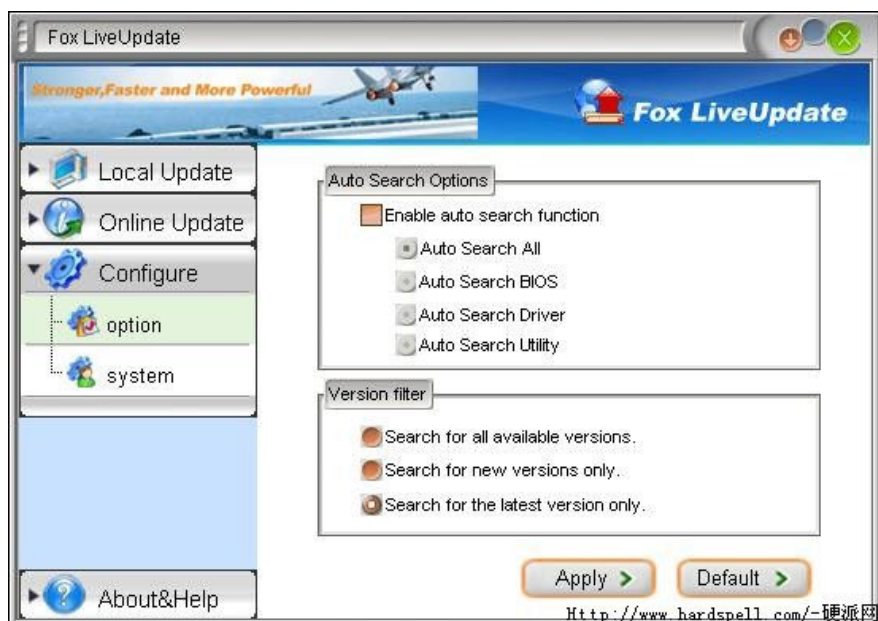 Fox LiveUpdate
Stronger,Faster and More Powerful
Fox LiveUpdate
Local Update
Online Update
Configure
option
system
About&Help
Auto Search Options
Enable auto search function
Auto Search All
Auto Search BIOS
Auto Search Driver
Auto Search Utility
Version filter
Search for all available versions.
Search for new versions only.
Search for the latest version only.
Apply >
Default >
Http://www.hardspell.com/-硬派网